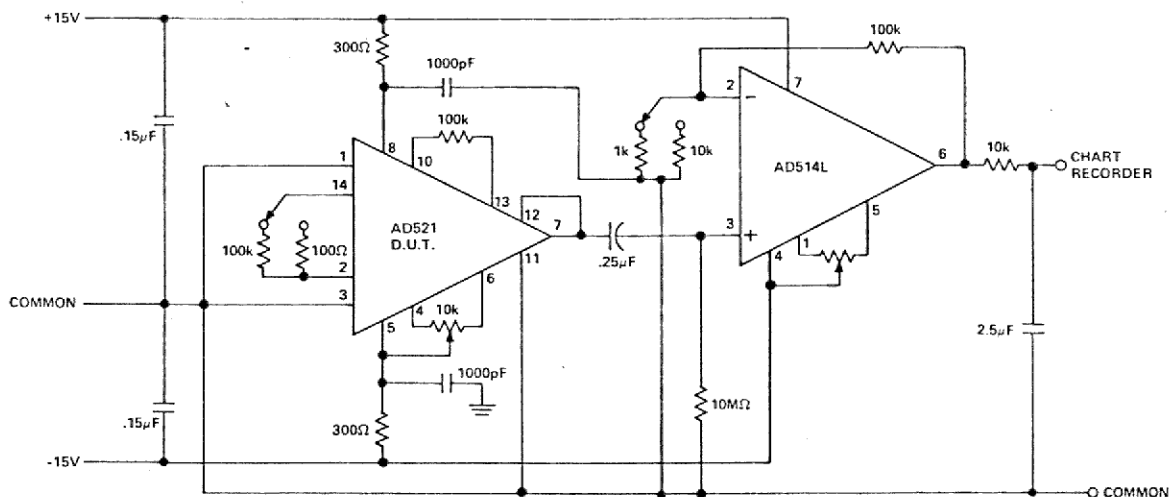 +15V
300Ω
1000pF
100k
.15µF
8
10
100k
1
14
13
12
7
AD521
D.U.T.
100k
100Ω
2
11
6
COMMON
3
4
10k
5
1000pF
.15µF
300Ω
-15V
.25µF
1k
10k
2
-
7
AD514L
6
10k
CHART
RECORDER
3
+
5
4
1
2.5µF
10MΩ
COMMON